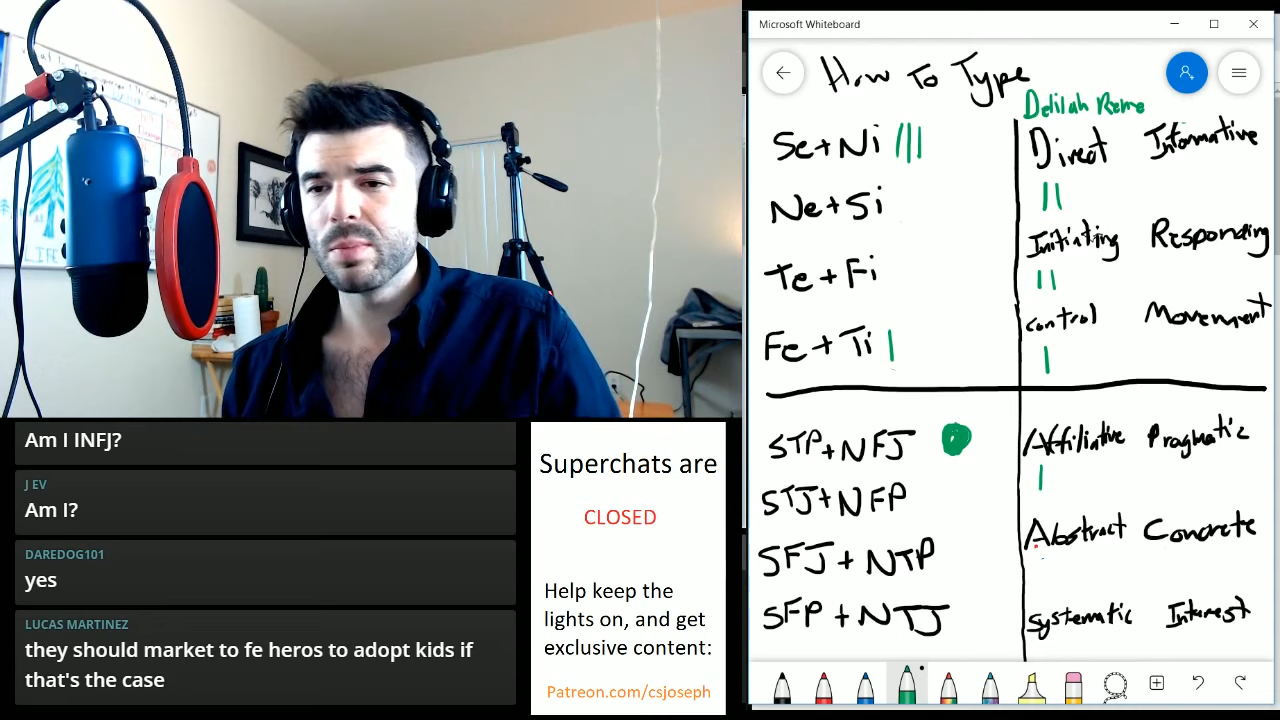 Microsoft Whiteboard
How To Type
Delilah
Se+Ni
Direct Informative
Ne+Si
Initiating Responding
Te + Fi
control Movement
Fe + Ti
STP+NFJ
Affiliative Pragmatic
STJ+NFP
Abstract Concrete
SFJ + NTP
SFP + NTJ
Systematic Interest
LIFE
Am I INFJ?
J EV
Am I?
DAREDOG101
yes
LUCAS MARTINEZ
they should market to fe heros to adopt kids if
that's the case
Superchats are
CLOSED
Help keep the
lights on, and get
exclusive content:
Patreon.com/csjoseph